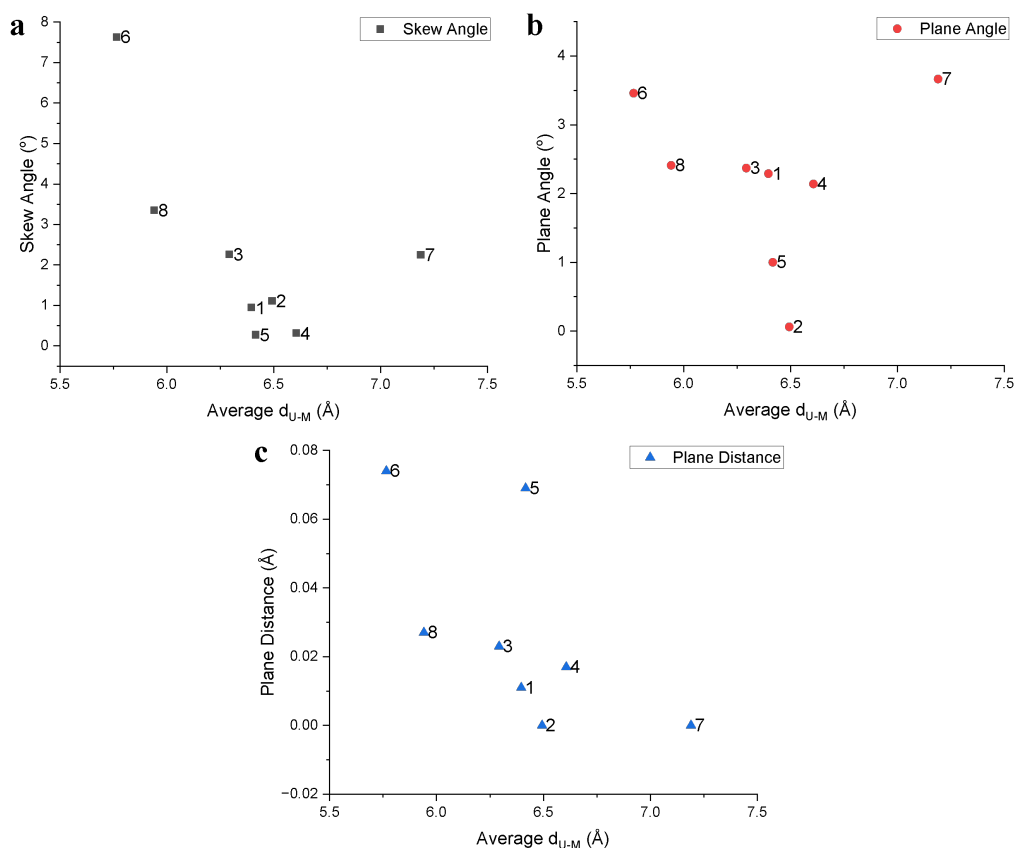 a
Skew Angle
8
7
6
5
4
3
2
1
0
Skew Angle (°)
6
8
3
7
1
2
5
4
5.5 6.0 6.5 7.0 7.5
Average dU-M (Å)
b
Plane Angle
4
3
2
1
0
Plane Angle (°)
6
7
8
3
1
4
5
2
5.5 6.0 6.5 7.0 7.5
Average dU-M (Å)
c
Plane Distance
0.08
0.06
0.04
0.02
0.00
−0.02
Plane Distance (Å)
6
5
8
3
4
1
2
7
5.5 6.0 6.5 7.0 7.5
Average dU-M (Å)